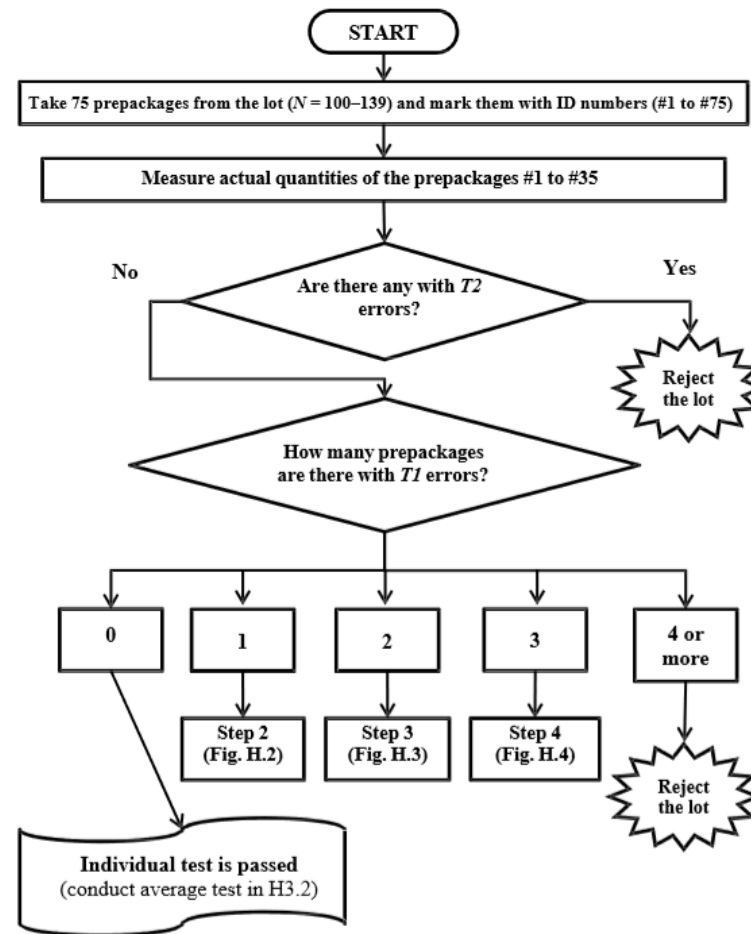 START
Take 75 prepackages from the lot (N = 100–139) and mark them with ID numbers (#1 to #75)
Measure actual quantities of the prepackages #1 to #35
No
Yes
Are there any with T2
errors?
Reject
the lot
How many prepackages
are there with T1 errors?
0
1
2
3
4 or
more
Step 2
(Fig. H.2)
Step 3
(Fig. H.3)
Step 4
(Fig. H.4)
Reject
the lot
Individual test is passed
(conduct average test in H3.2)